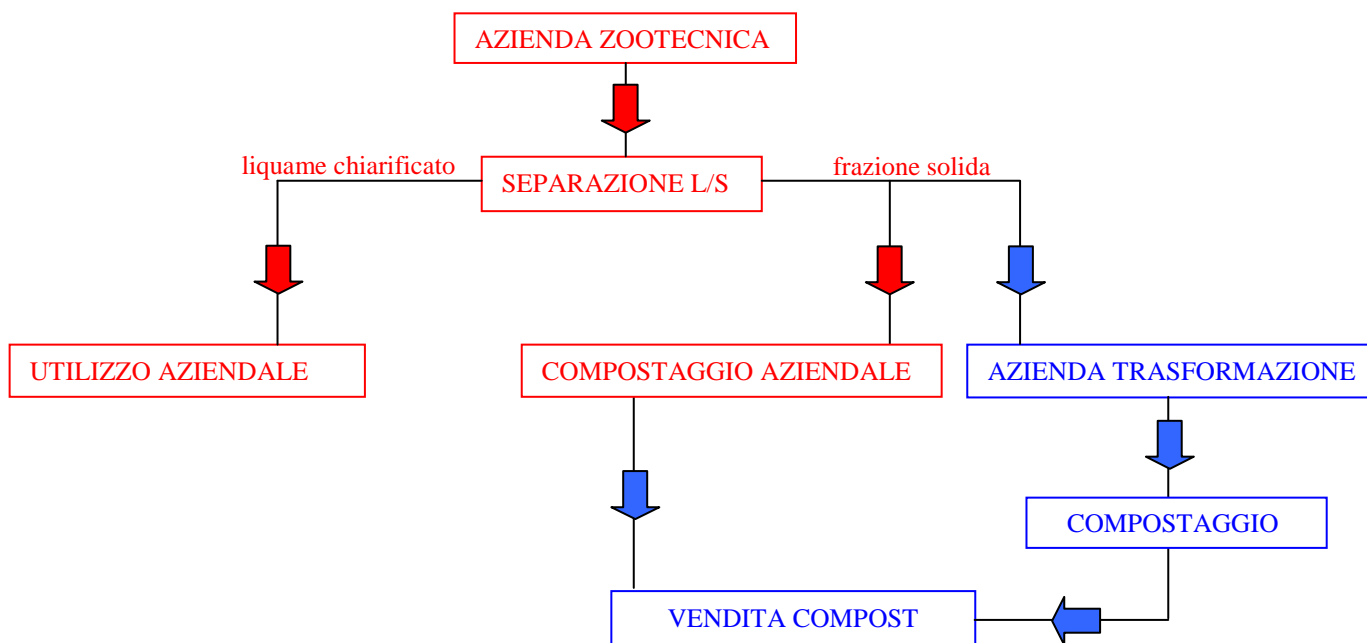 AZIENDA ZOOTECNICA
liquame chiarificato
SEPARAZIONE L/S
frazione solida
UTILIZZO AZIENDALE
COMPOSTAGGIO AZIENDALE
AZIENDA TRASFORMAZIONE
COMPOSTAGGIO
VENDITA COMPOST